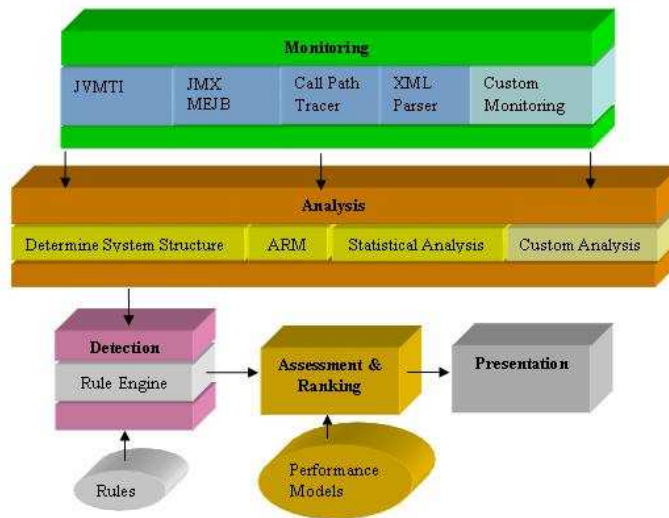 Monitoring
JVMTI
JMX
MEJB
Call Path
Tracer
XML
Parser
Custom
Monitoring
Analysis
Determine System Structure
ARM
Statistical Analysis
Custom Analysis
Detection
Rule Engine
Assessment &
Ranking
Presentation
Rules
Performance
Models